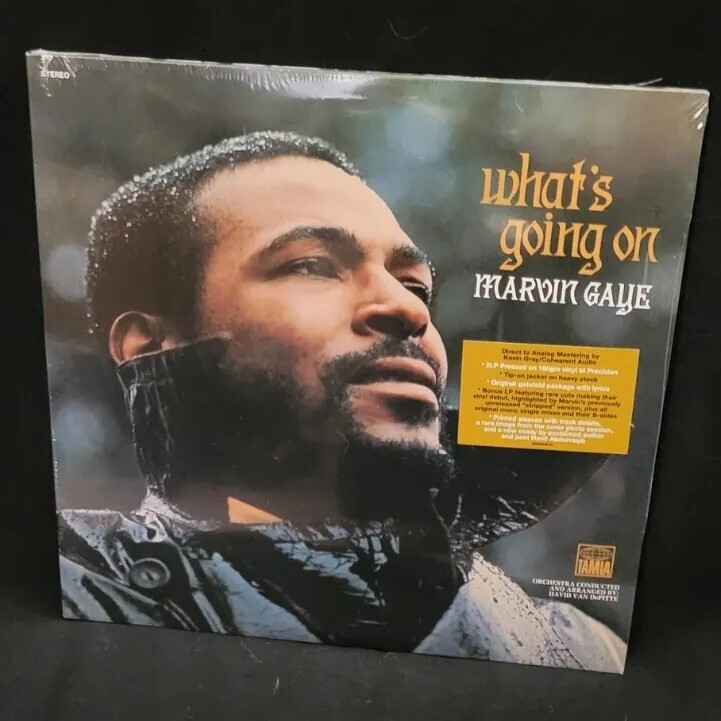 STEREO
what's
going on
MARVIN GAYE
Direct to Analog Mastering by
Kevin Gray/Cohearent Audio
• 2LP Pressed on 180gm vinyl at Precision
• Tip-on jacket on heavy stock
• Original gatefold package with lyrics
• Bonus LP featuring rare cuts making their
vinyl debut, highlighted by Marvin's previously
unreleased "stripped" version, plus all
original mono single mixes and their B-sides
• Printed sleeves with track details,
a rare image from the cover photo session,
and a new essay by acclaimed author
and poet Hanif Abdurraqib
TAMLA
ORCHESTRA CONDUCTED
AND ARRANGED BY:
DAVID VAN DePITTE